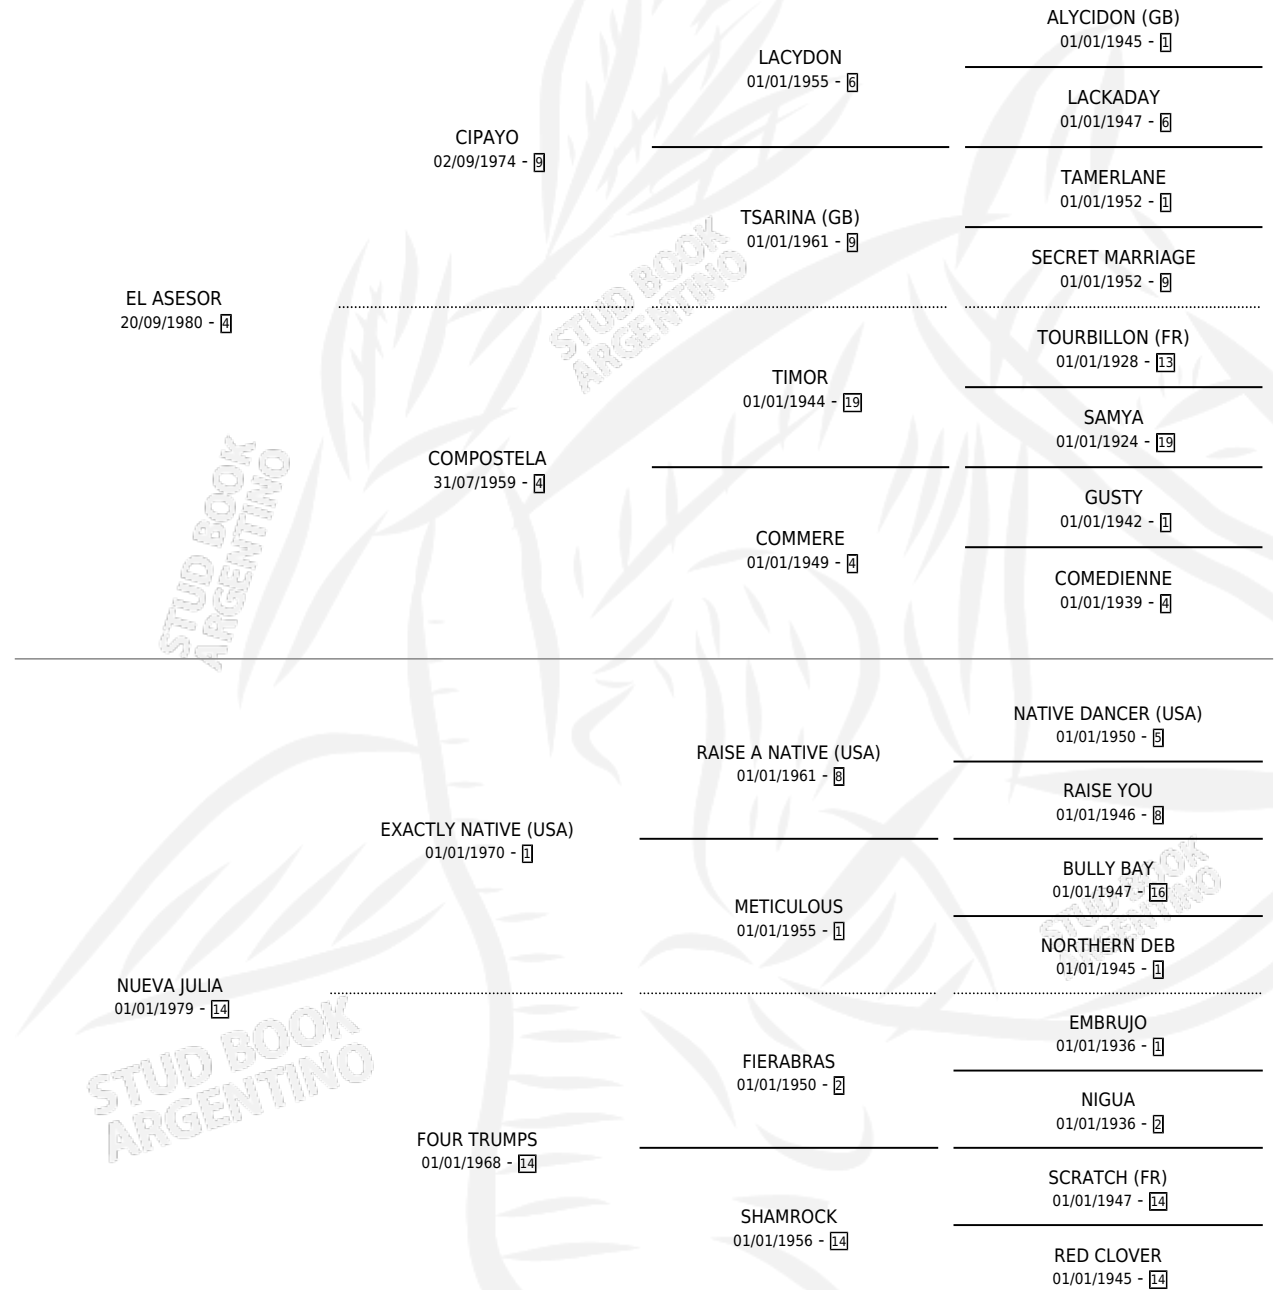 ALYCIDON (GB)
01/01/1945 - 1
LACYDON
01/01/1955 - 6
LACKADAY
01/01/1947 - 6
CIPAYO
02/09/1974 - 9
TAMERLANE
01/01/1952 - 1
TSARINA (GB)
01/01/1961 - 9
SECRET MARRIAGE
01/01/1952 - 9
EL ASESOR
20/09/1980 - 4
TOURBILLON (FR)
01/01/1928 - 13
TIMOR
01/01/1944 - 19
SAMYA
01/01/1924 - 19
COMPOSTELA
31/07/1959 - 4
GUSTY
01/01/1942 - 1
COMMERE
01/01/1949 - 4
COMEDIENNE
01/01/1939 - 4
STUD BOOK
ARGENTINO
STUD BOOK
ARGENTINO
NATIVE DANCER (USA)
01/01/1950 - 5
RAISE A NATIVE (USA)
01/01/1961 - 8
RAISE YOU
01/01/1946 - 8
EXACTLY NATIVE (USA)
01/01/1970 - 1
BULLY BAY
01/01/1947 - 16
METICULOUS
01/01/1955 - 1
NORTHERN DEB
01/01/1945 - 1
NUEVA JULIA
01/01/1979 - 14
EMBRUJO
01/01/1936 - 1
FIERABRAS
01/01/1950 - 2
NIGUA
01/01/1936 - 2
FOUR TRUMPS
01/01/1968 - 14
SCRATCH (FR)
01/01/1947 - 14
SHAMROCK
01/01/1956 - 14
RED CLOVER
01/01/1945 - 14
STUD BOOK
ARGENTINO
STUD BOOK
ARGENTINO